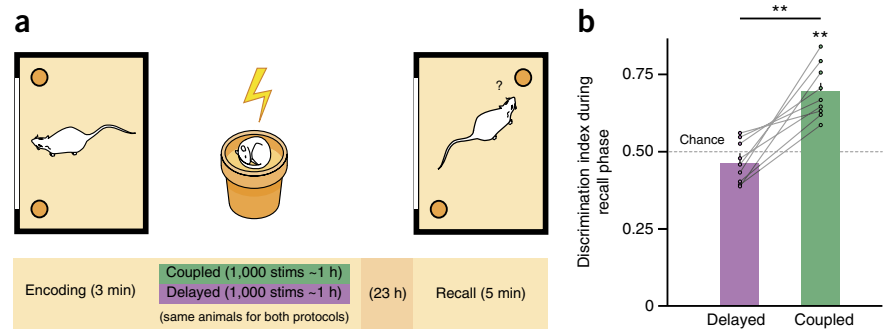 a
?
Encoding (3 min)
Coupled (1,000 stims ~1 h)
Delayed (1,000 stims ~1 h)
(same animals for both protocols)
(23 h)
Recall (5 min)
b
**
**
Discrimination index during
recall phase
0.75
0.50
0.25
0
Chance
Delayed
Coupled